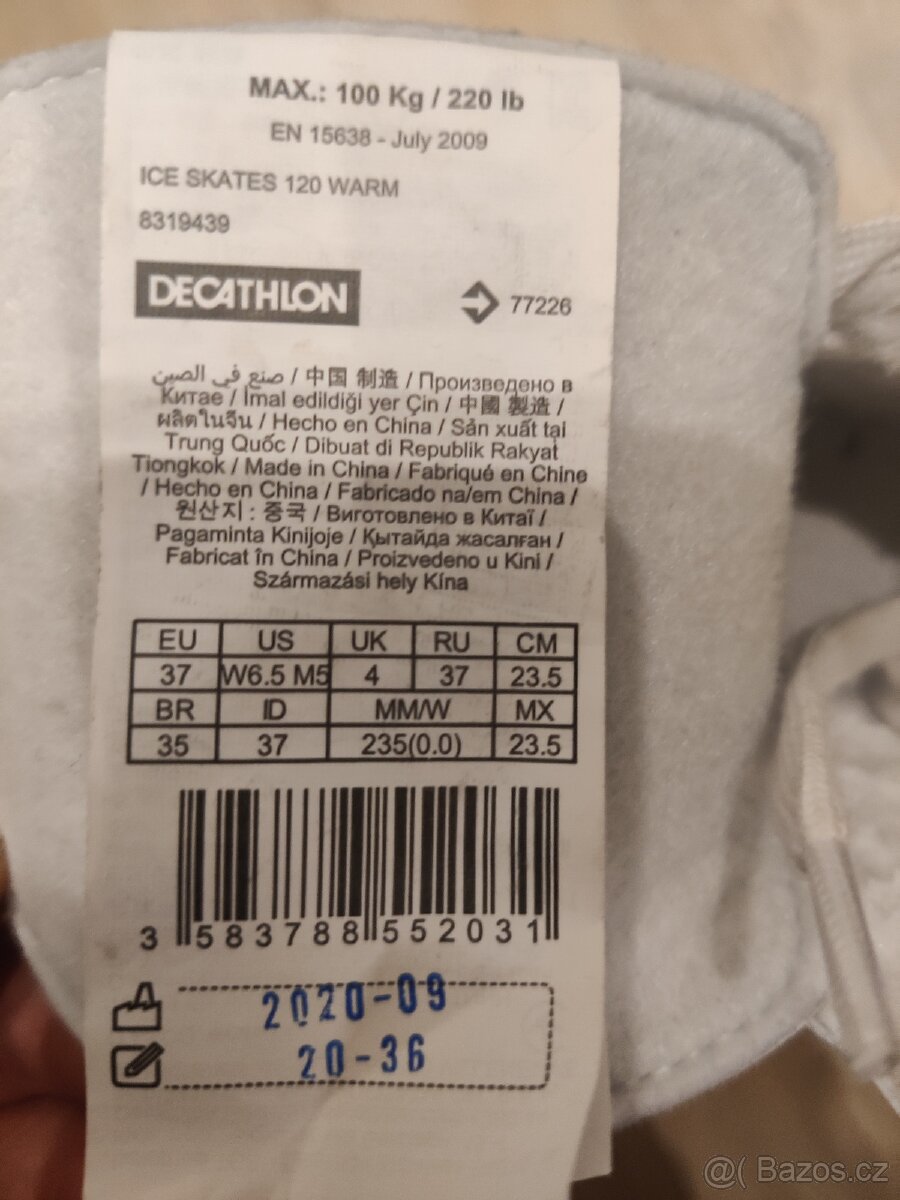 MAX.: 100 Kg / 220 lb
EN 15638 - July 2009
ICE SKATES 120 WARM
8319439
DECATHLON
77226
صنع في الصين / 中国 制造 / Произведено в
Китае / İmal edildiği yer Çin / 中國 製造 /
ผลิตในจีน / Hecho en China / Sản xuất tại
Trung Quốc / Dibuat di Republik Rakyat
Tiongkok / Made in China / Fabriqué en Chine
/ Hecho en China / Fabricado na/em China /
원산지 : 중국 / Виготовлено в Китаї /
Pagaminta Kinijoje / Қытайда жасалған /
Fabricat în China / Proizvedeno u Kini /
Származási hely Kína
EU US UK RU CM
37 W6.5 M5 4 37 23.5
BR ID MM/W MX
35 37 235(0.0) 23.5
3 583788 552031
2020-09
20-36
@( Bazos.cz